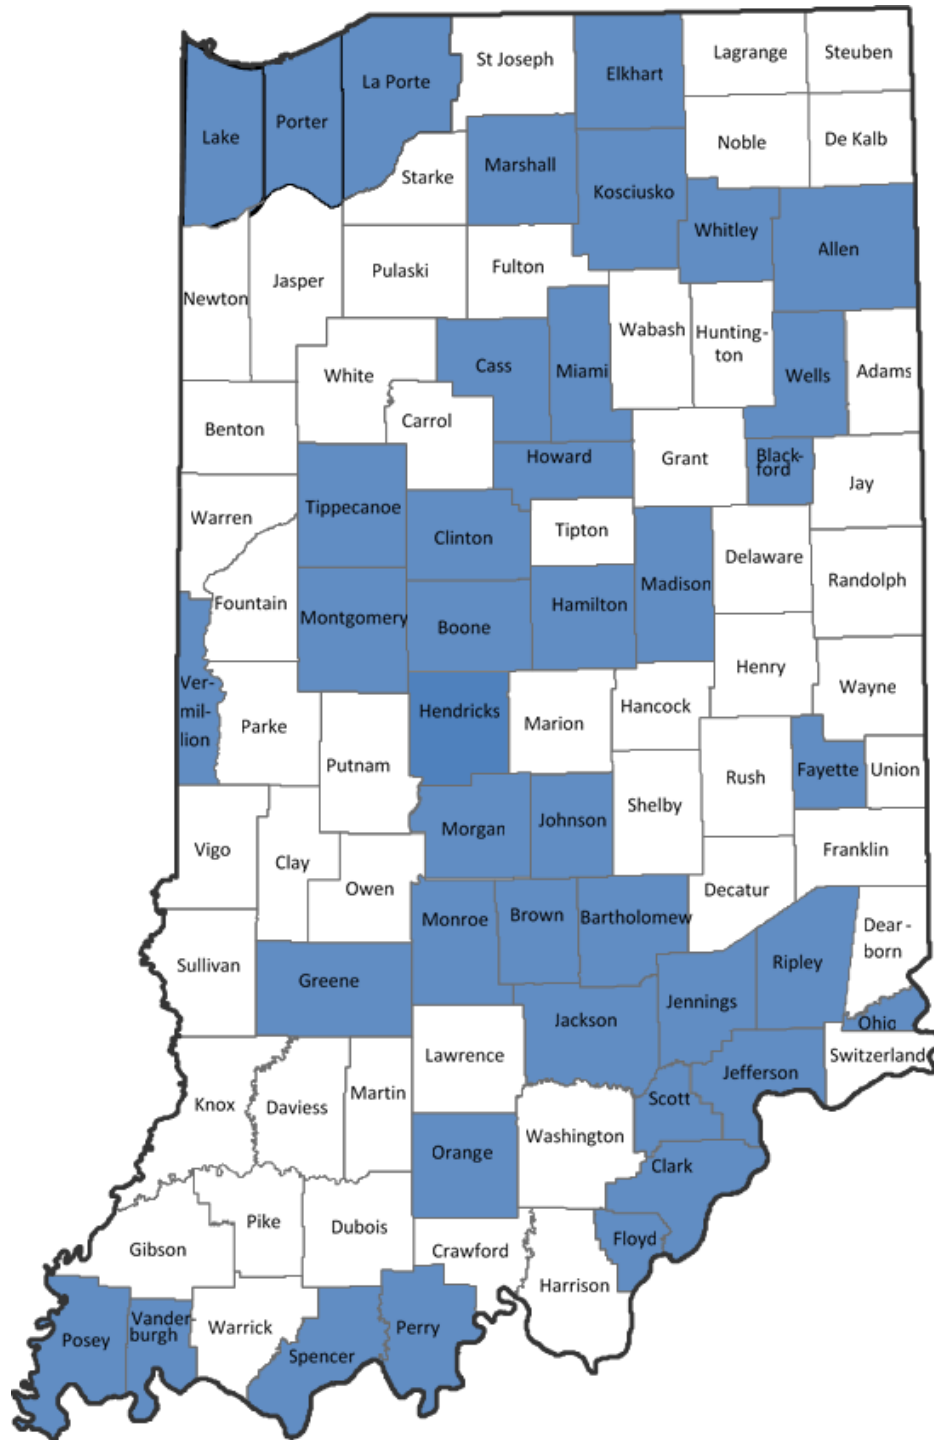 St Joseph
Elkhart
Lagrange
Steuben
La Porte
Porter
Lake
Noble
De Kalb
Marshall
Starke
Kosciusko
Whitley
Allen
Fulton
Pulaski
Jasper
Newton
Wabash
Hunting-
ton
Cass
Miami
White
Wells
Adams
Carrol
Benton
Howard
Grant
Black-
ford
Jay
Tippecanoe
Warren
Clinton
Tipton
Delaware
Randolph
Madison
Fountain
Montgomery
Boone
Hamilton
Henry
Wayne
Ver-
mil-
lion
Parke
Hendricks
Marion
Hancock
Putnam
Fayette
Union
Rush
Shelby
Morgan
Johnson
Vigo
Clay
Owen
Franklin
Decatur
Monroe
Brown
Bartholomew
Dear-
born
Sullivan
Greene
Ripley
Jennings
Jackson
Ohio
Lawrence
Switzerland
Jefferson
Martin
Scott
Knox
Daviess
Washington
Orange
Clark
Pike
Dubois
Floyd
Gibson
Crawford
Harrison
Vander-
burgh
Posey
Warrick
Perry
Spencer